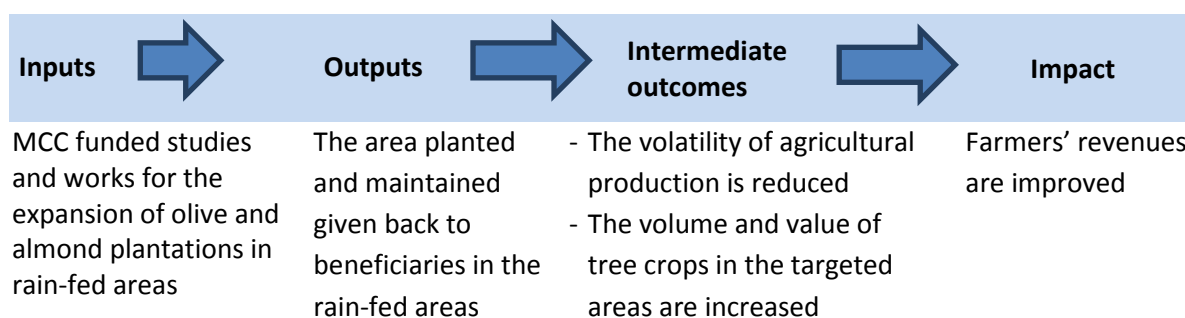 Inputs
Outputs
Intermediate
outcomes
Impact
MCC funded studies
and works for the
expansion of olive and
almond plantations in
rain-fed areas
The area planted
and maintained
given back to
beneficiaries in the
rain-fed areas
- The volatility of agricultural
production is reduced
- The volume and value of
tree crops in the targeted
areas are increased
Farmers’ revenues
are improved